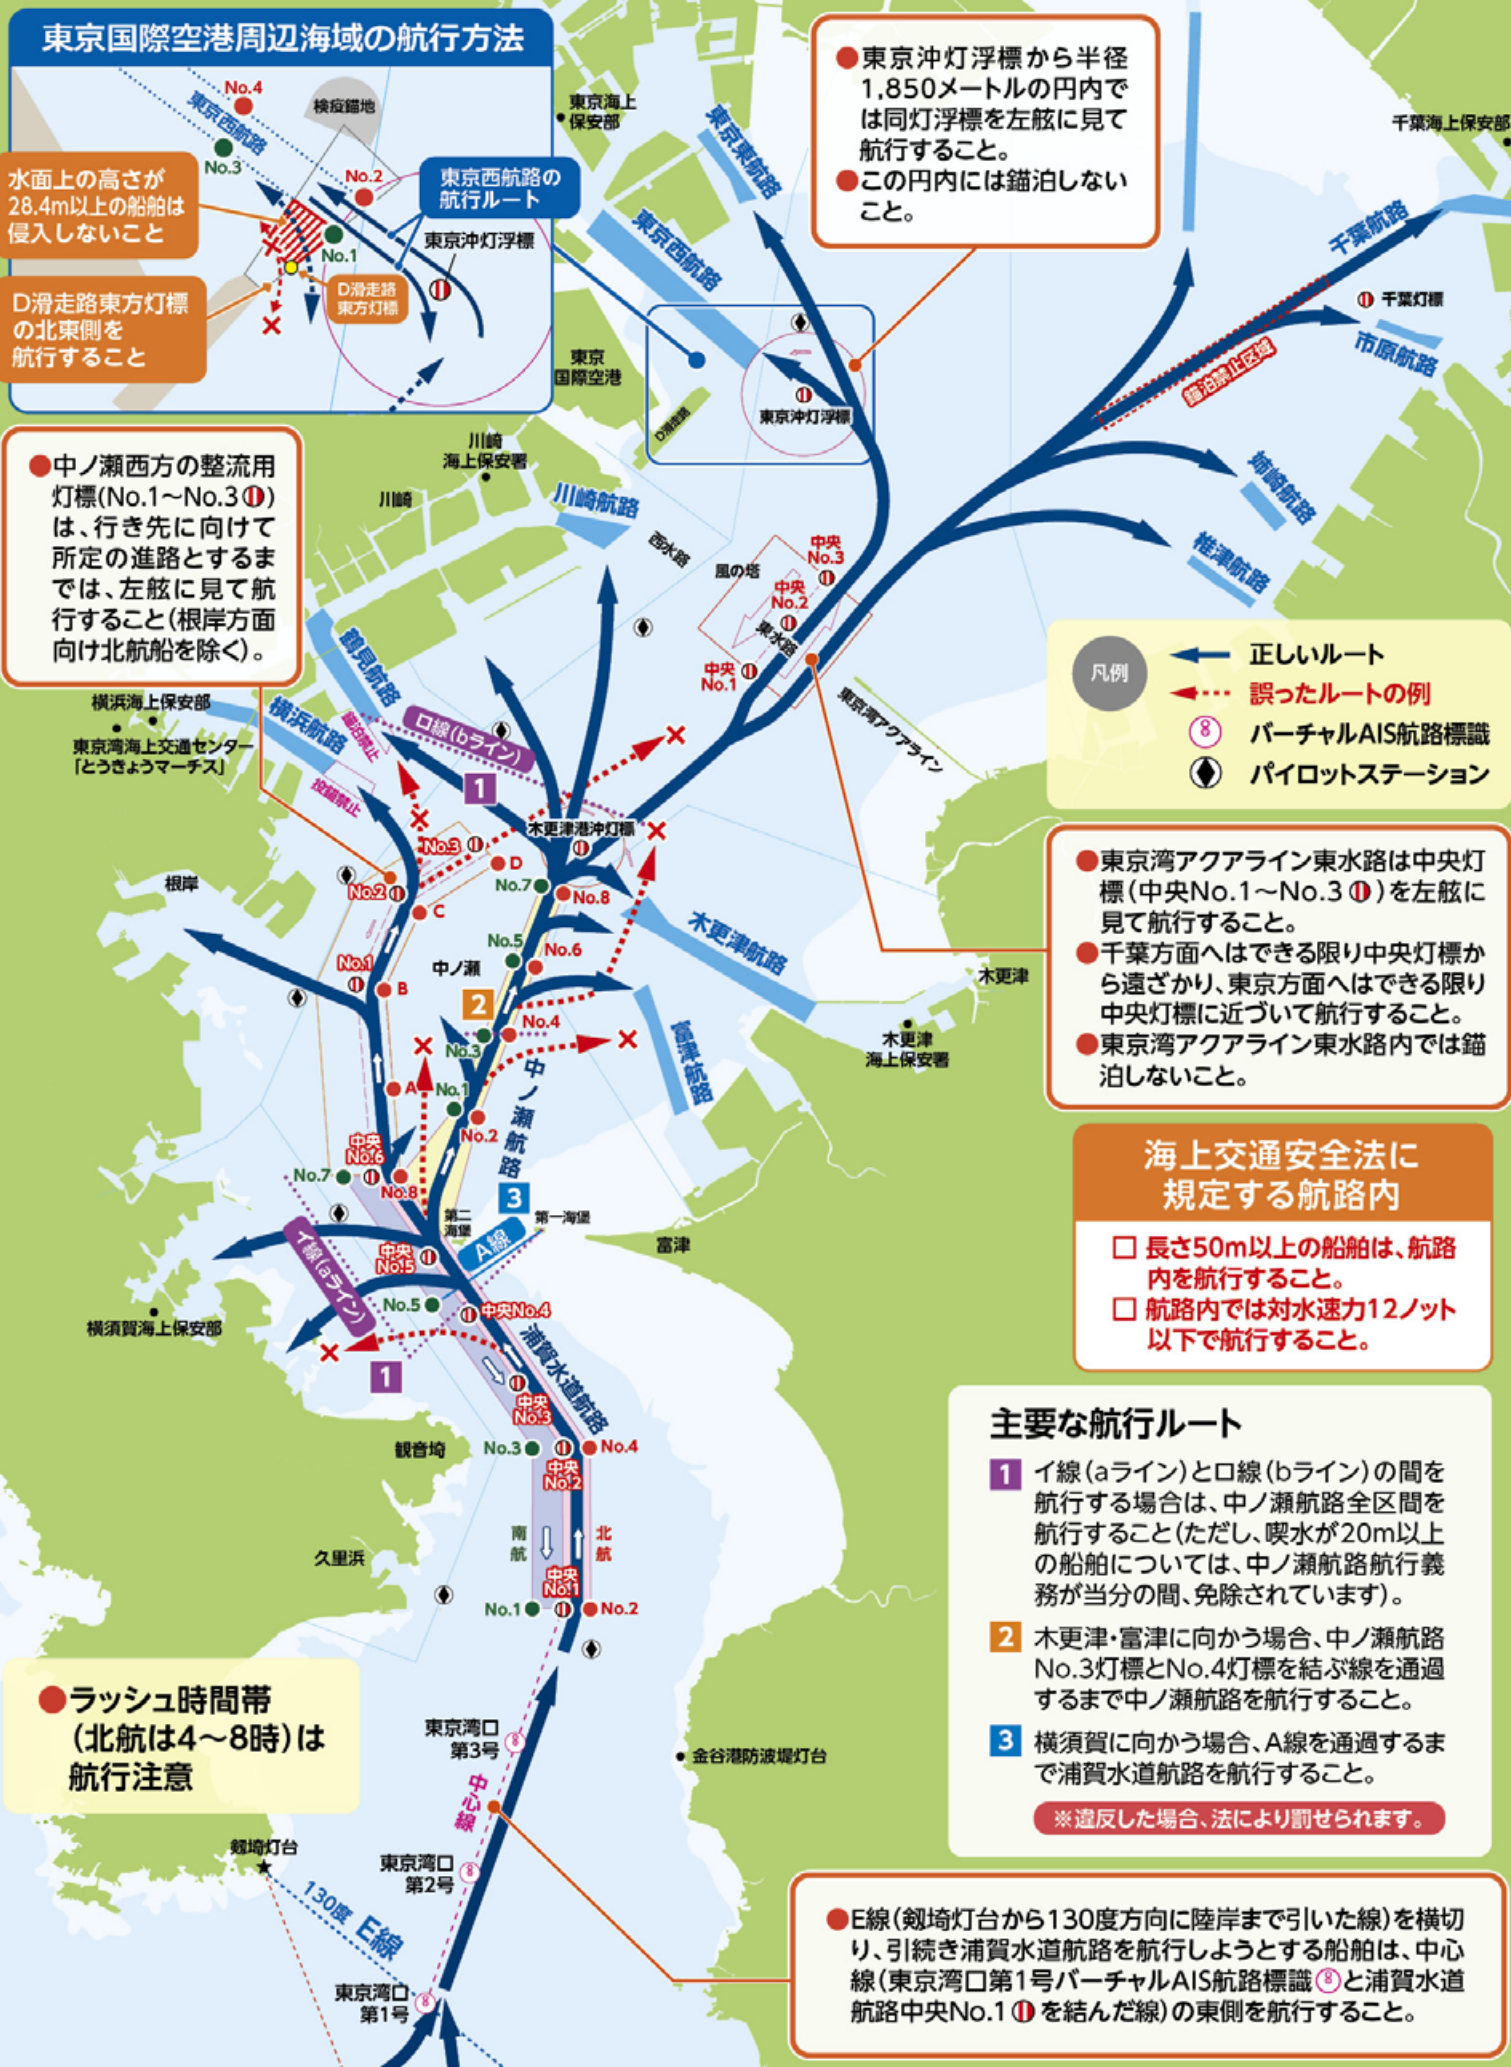 東京国際空港周辺海域の航行方法
No.4
検疫錨地
東京西航路
No.3
No.2
水面上の高さが
28.4m以上の船舶は
侵入しないこと
東京西航路の
航行ルート
東京沖灯浮標
No.1
D滑走路
東方灯標
D滑走路東方灯標
の北東側を
航行すること
●東京沖灯浮標から半径
1,850メートルの円内で
は同灯浮標を左舷に見て
航行すること。
●この円内には錨泊しない
こと。
東京海上
保安部
東京東航路
東京西航路
千葉海上保安部
千葉航路
千葉灯標
市原航路
錨泊禁止区域
東京
国際空港
D滑走路
東京沖灯浮標
●中ノ瀬西方の整流用
灯標(No.1～No.3)
は、行き先に向けて
所定の進路とするま
では、左舷に見て航
行すること(根岸方面
向け北航船を除く)。
川崎
海上保安署
川崎
川崎航路
西水路
風の塔
中央
No.3
中央
No.2
東水路
中央
No.1
姉崎航路
椎津航路
東京湾アクアライン
凡例
正しいルート
誤ったルートの例
バーチャルAIS航路標識
パイロットステーション
鶴見航路
横浜海上保安部
横浜航路
錨泊禁止
東京湾海上交通センター
「とうきょうマーチス」
投錨禁止
ロ線(bライン)
1
木更津港沖灯標
No.3
D
No.7
No.8
No.2
C
根岸
No.5
No.6
中ノ瀬
No.1
B
2
No.4
No.3
木更津航路
木更津
木更津
海上保安署
富津航路
●東京湾アクアライン東水路は中央灯
標(中央No.1～No.3)を左舷に
見て航行すること。
●千葉方面へはできる限り中央灯標か
ら遠ざかり、東京方面へはできる限り
中央灯標に近づいて航行すること。
●東京湾アクアライン東水路内では錨
泊しないこと。
A
No.1
No.2
中ノ瀬航路
中央
No.6
No.7
No.8
3
第二
海堡
第一海堡
A線
富津
中央
No.5
イ線(aライン)
No.5
中央No.4
横須賀海上保安部
1
浦賀水道航路
中央
No.3
観音埼
No.3
No.4
中央
No.2
南航
北航
久里浜
中央
No.1
No.1
No.2
海上交通安全法に
規定する航路内
□ 長さ50m以上の船舶は、航路
内を航行すること。
□ 航路内では対水速力12ノット
以下で航行すること。
主要な航行ルート
1 イ線(aライン)とロ線(bライン)の間を
航行する場合は、中ノ瀬航路全区間を
航行すること(ただし、喫水が20m以上
の船舶については、中ノ瀬航路航行義
務が当分の間、免除されています)。
2 木更津・富津に向かう場合、中ノ瀬航路
No.3灯標とNo.4灯標を結ぶ線を通過
するまで中ノ瀬航路を航行すること。
3 横須賀に向かう場合、A線を通過するま
で浦賀水道航路を航行すること。
※違反した場合、法により罰せられます。
●ラッシュ時間帯
(北航は4～8時)は
航行注意
東京湾口
第3号
中心線
金谷港防波堤灯台
剱埼灯台
東京湾口
第2号
130度 E線
東京湾口
第1号
●E線(剱埼灯台から130度方向に陸岸まで引いた線)を横切
り、引続き浦賀水道航路を航行しようとする船舶は、中心
線(東京湾口第1号バーチャルAIS航路標識と浦賀水道
航路中央No.1を結んだ線)の東側を航行すること。